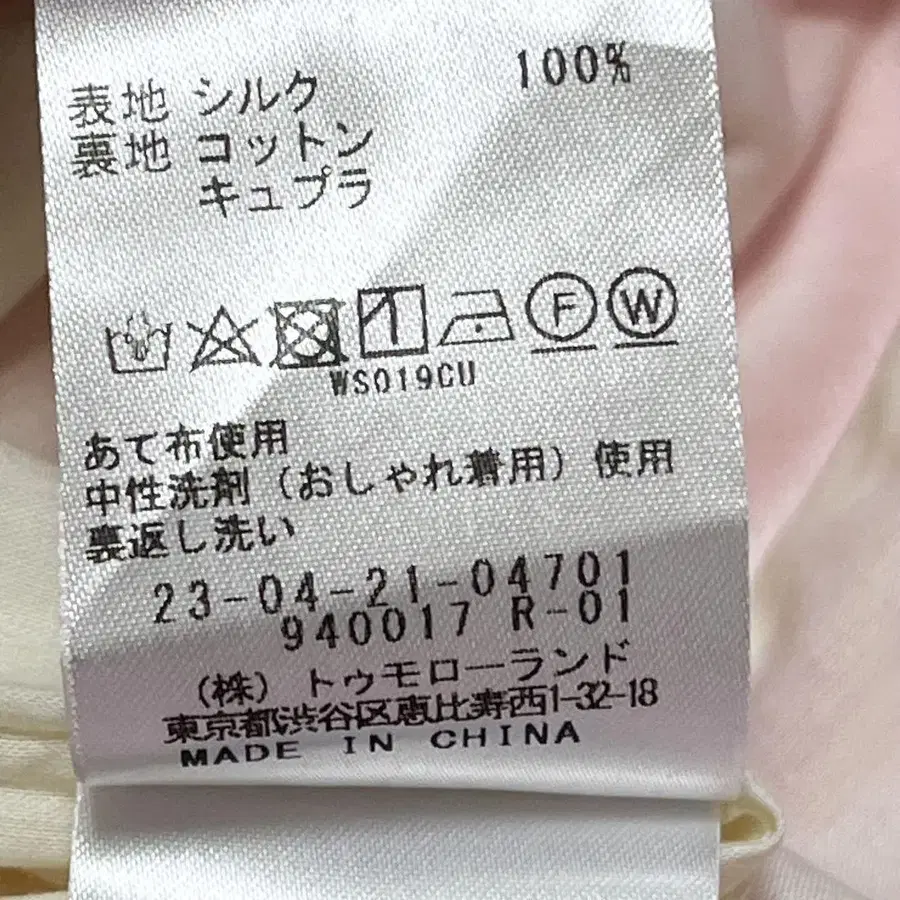 表地 シルク 100%
裏地 コットン
キュプラ
F W
WS019CU
あて布使用
中性洗剤(おしゃれ着用)使用
裏返し洗い
23-04-21-04701
940017 R-01
(株)トゥモローランド
東京都渋谷区恵比寿西1-32-18
MADE IN CHINA